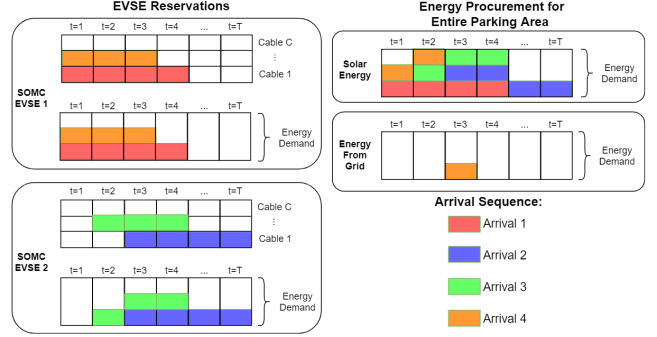 EVSE Reservations
t=1 t=2 t=3 t=4 ... t=T
Cable C
⋮
Cable 1
SOMC
EVSE 1
t=1 t=2 t=3 t=4 ... t=T
Energy
Demand
t=1 t=2 t=3 t=4 ... t=T
Cable C
⋮
Cable 1
SOMC
EVSE 2
t=1 t=2 t=3 t=4 ... t=T
Energy
Demand
Energy Procurement for
Entire Parking Area
t=1 t=2 t=3 t=4 ... t=T
Solar
Energy
Energy
Demand
t=1 t=2 t=3 t=4 ... t=T
Energy
From
Grid
Energy
Demand
Arrival Sequence:
Arrival 1
Arrival 2
Arrival 3
Arrival 4